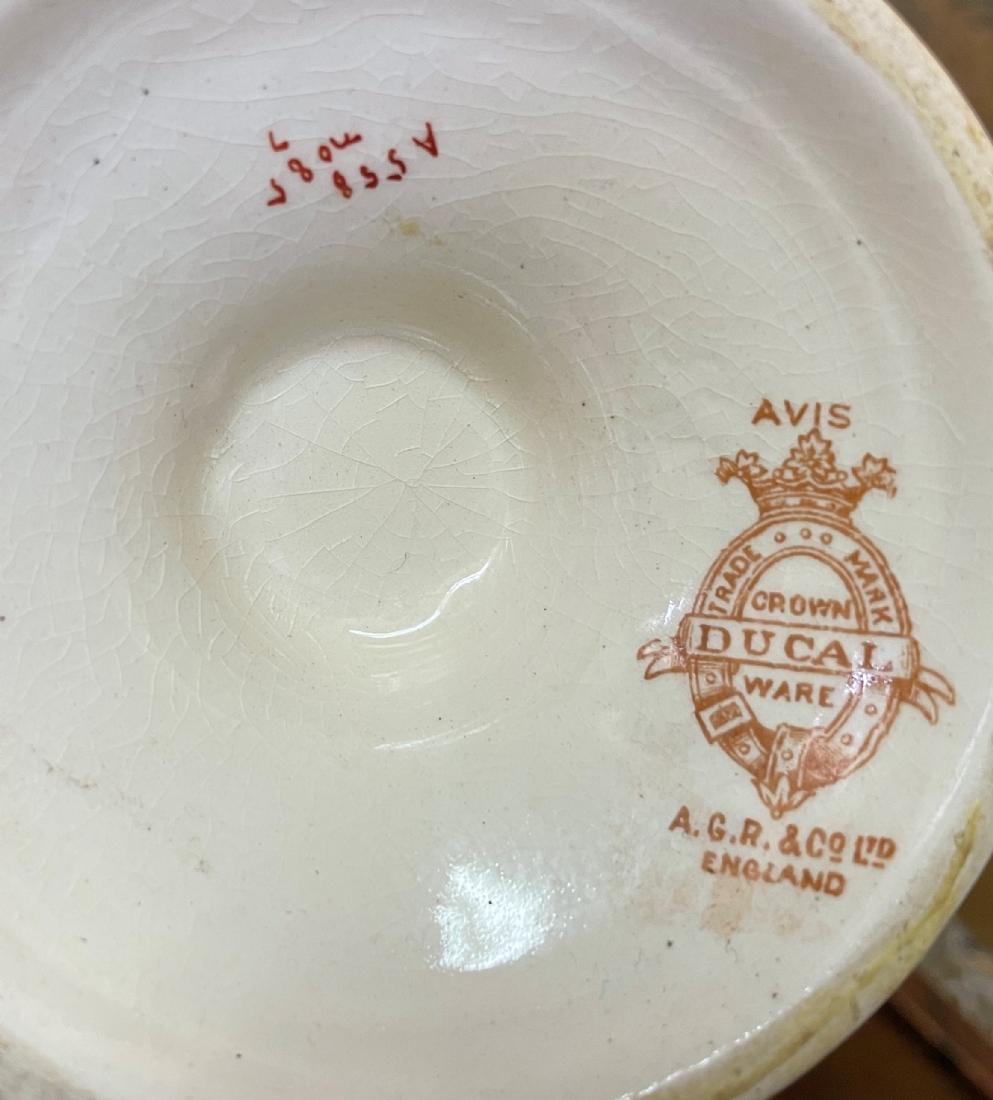 AVIS
TRADE MARK
CROWN
DUCAL
WARE
A.G.R. & Co LTD
ENGLAND